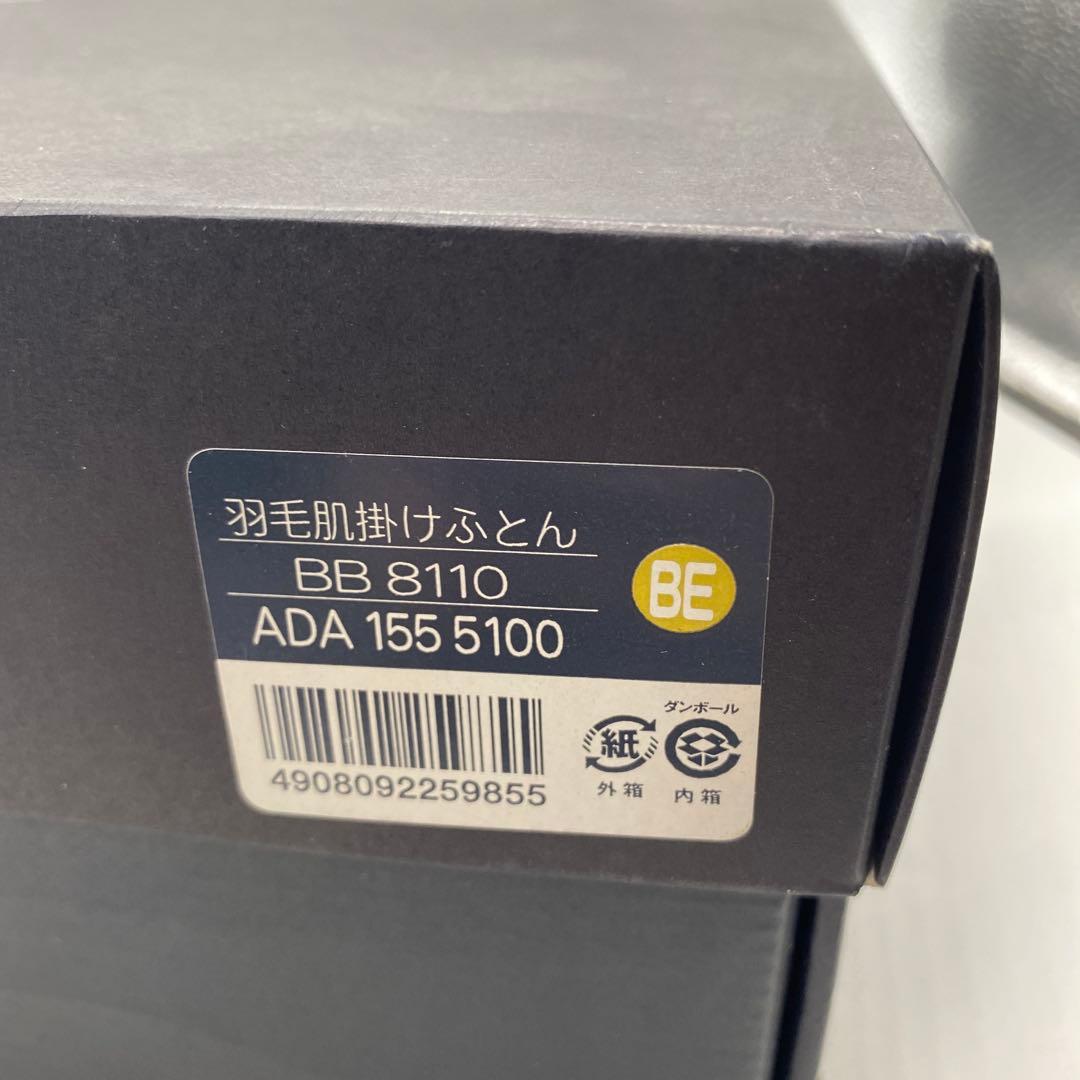 羽毛肌掛けふとん
BB 8110
ADA 155 5100
BE
4908092259855
紙
外箱
ダンボール
内箱